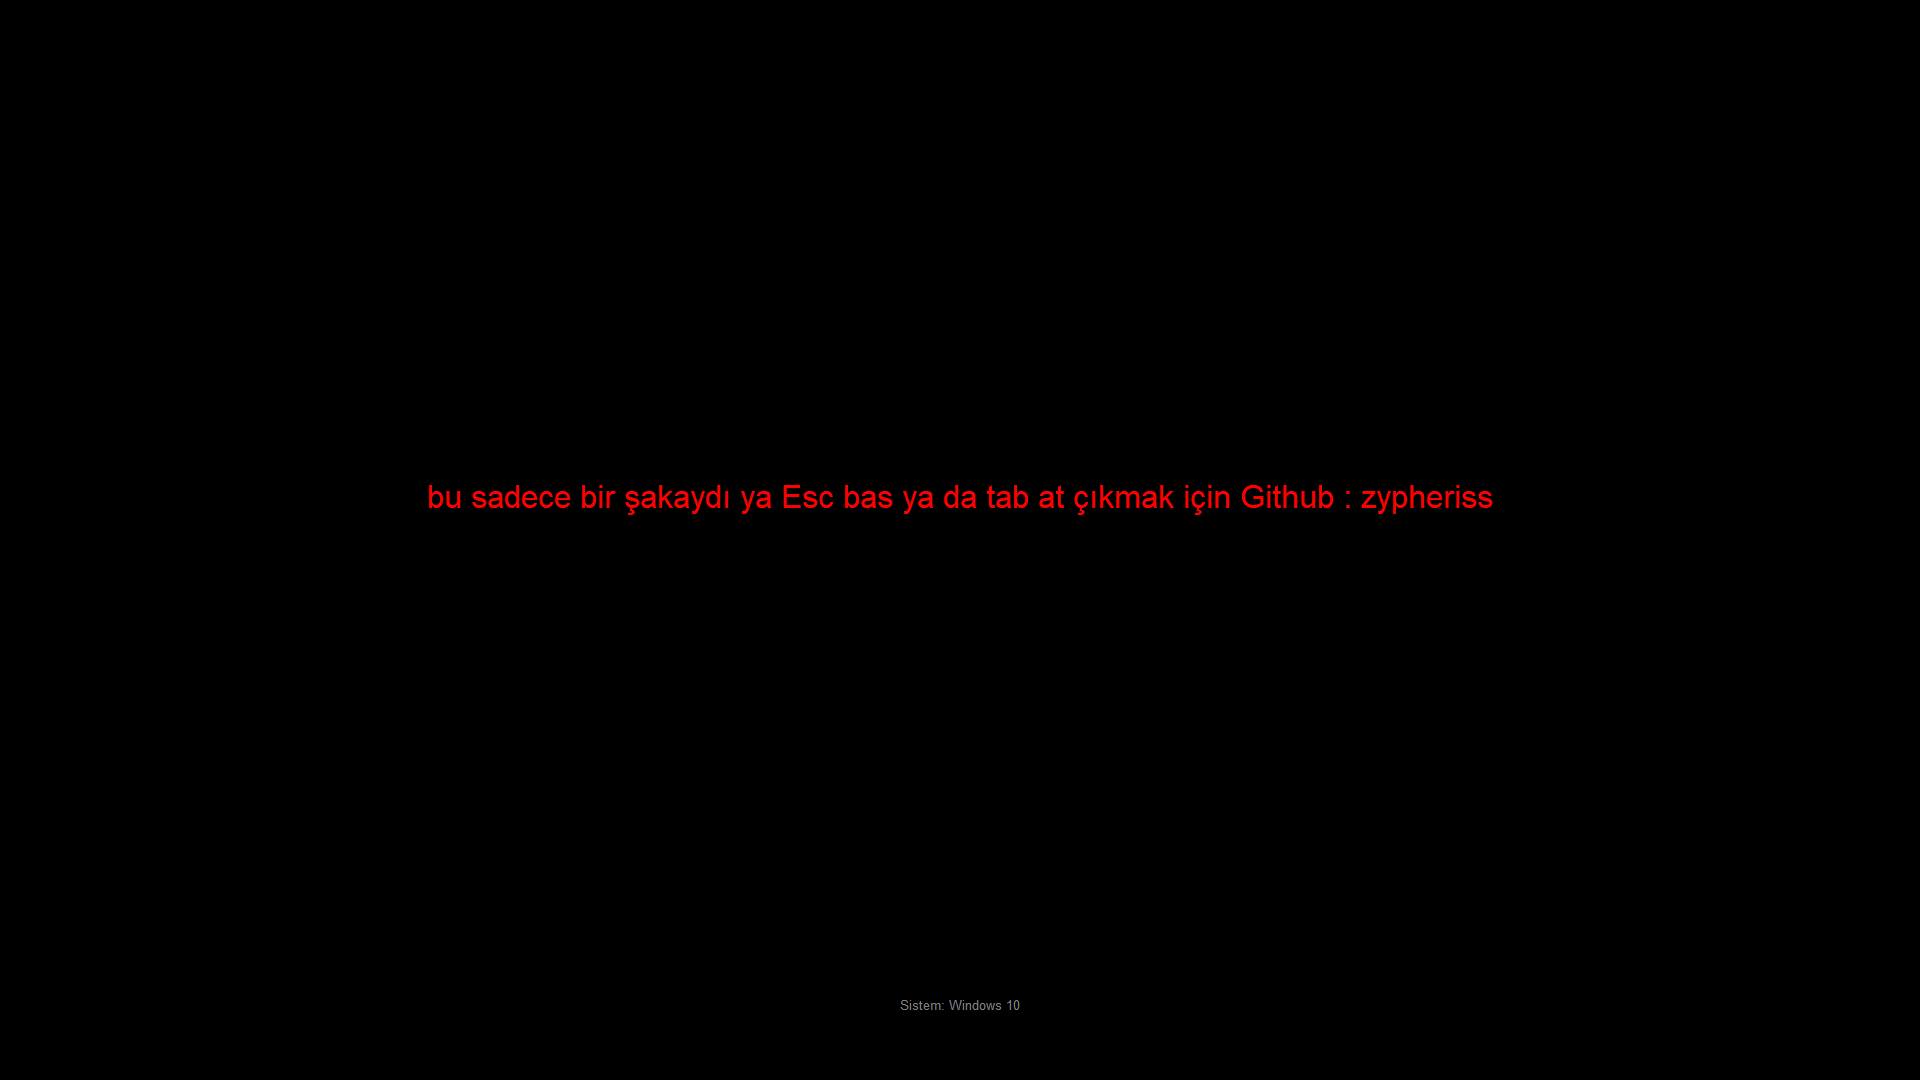 bu sadece bir şakaydı ya Esc bas ya da tab at çıkmak için Github : zypheriss
Sistem: Windows 10